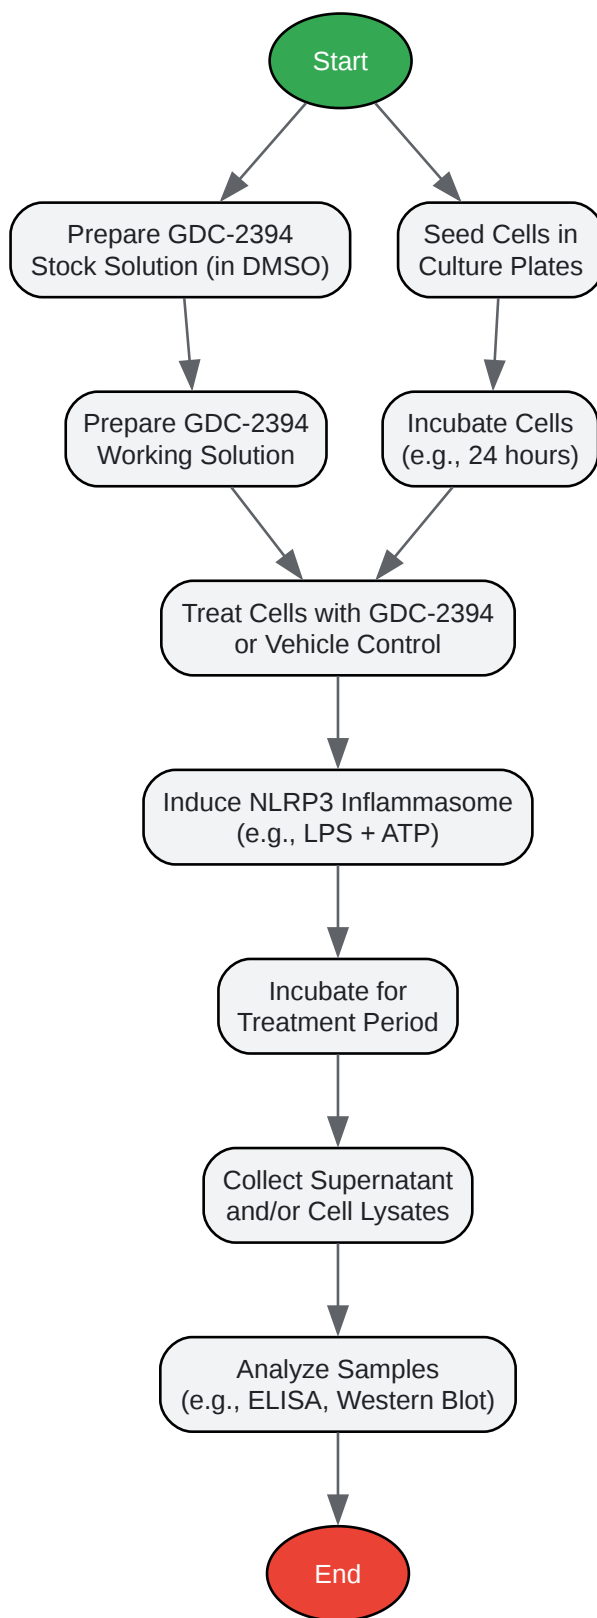 Start
Prepare GDC-2394
Stock Solution (in DMSO)
Seed Cells in
Culture Plates
Prepare GDC-2394
Working Solution
Incubate Cells
(e.g., 24 hours)
Treat Cells with GDC-2394
or Vehicle Control
Induce NLRP3 Inflammasome
(e.g., LPS + ATP)
Incubate for
Treatment Period
Collect Supernatant
and/or Cell Lysates
Analyze Samples
(e.g., ELISA, Western Blot)
End